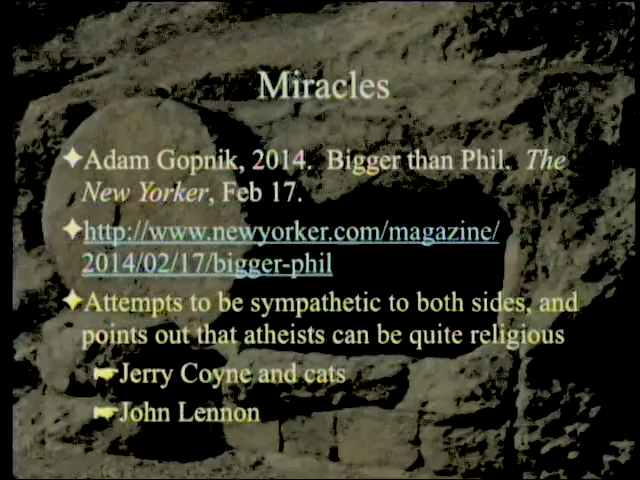 Miracles
✦Adam Gopnik, 2014. Bigger than Phil. The
New Yorker, Feb 17.
✦http://www.newyorker.com/magazine/
2014/02/17/bigger-phil
✦Attempts to be sympathetic to both sides, and
points out that atheists can be quite religious
☛Jerry Coyne and cats
☛John Lennon